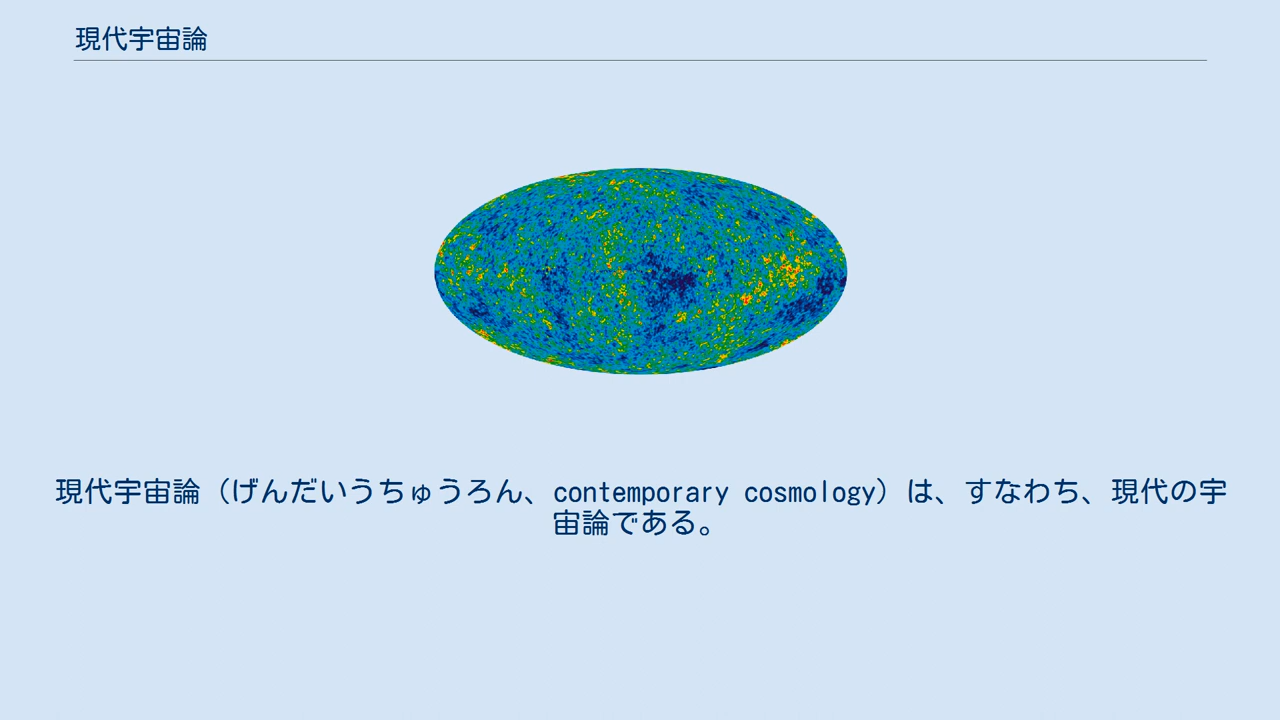 現代宇宙論
現代宇宙論（げんだいうちゅうろん、contemporary cosmology）は、すなわち、現代の宇
宙論である。